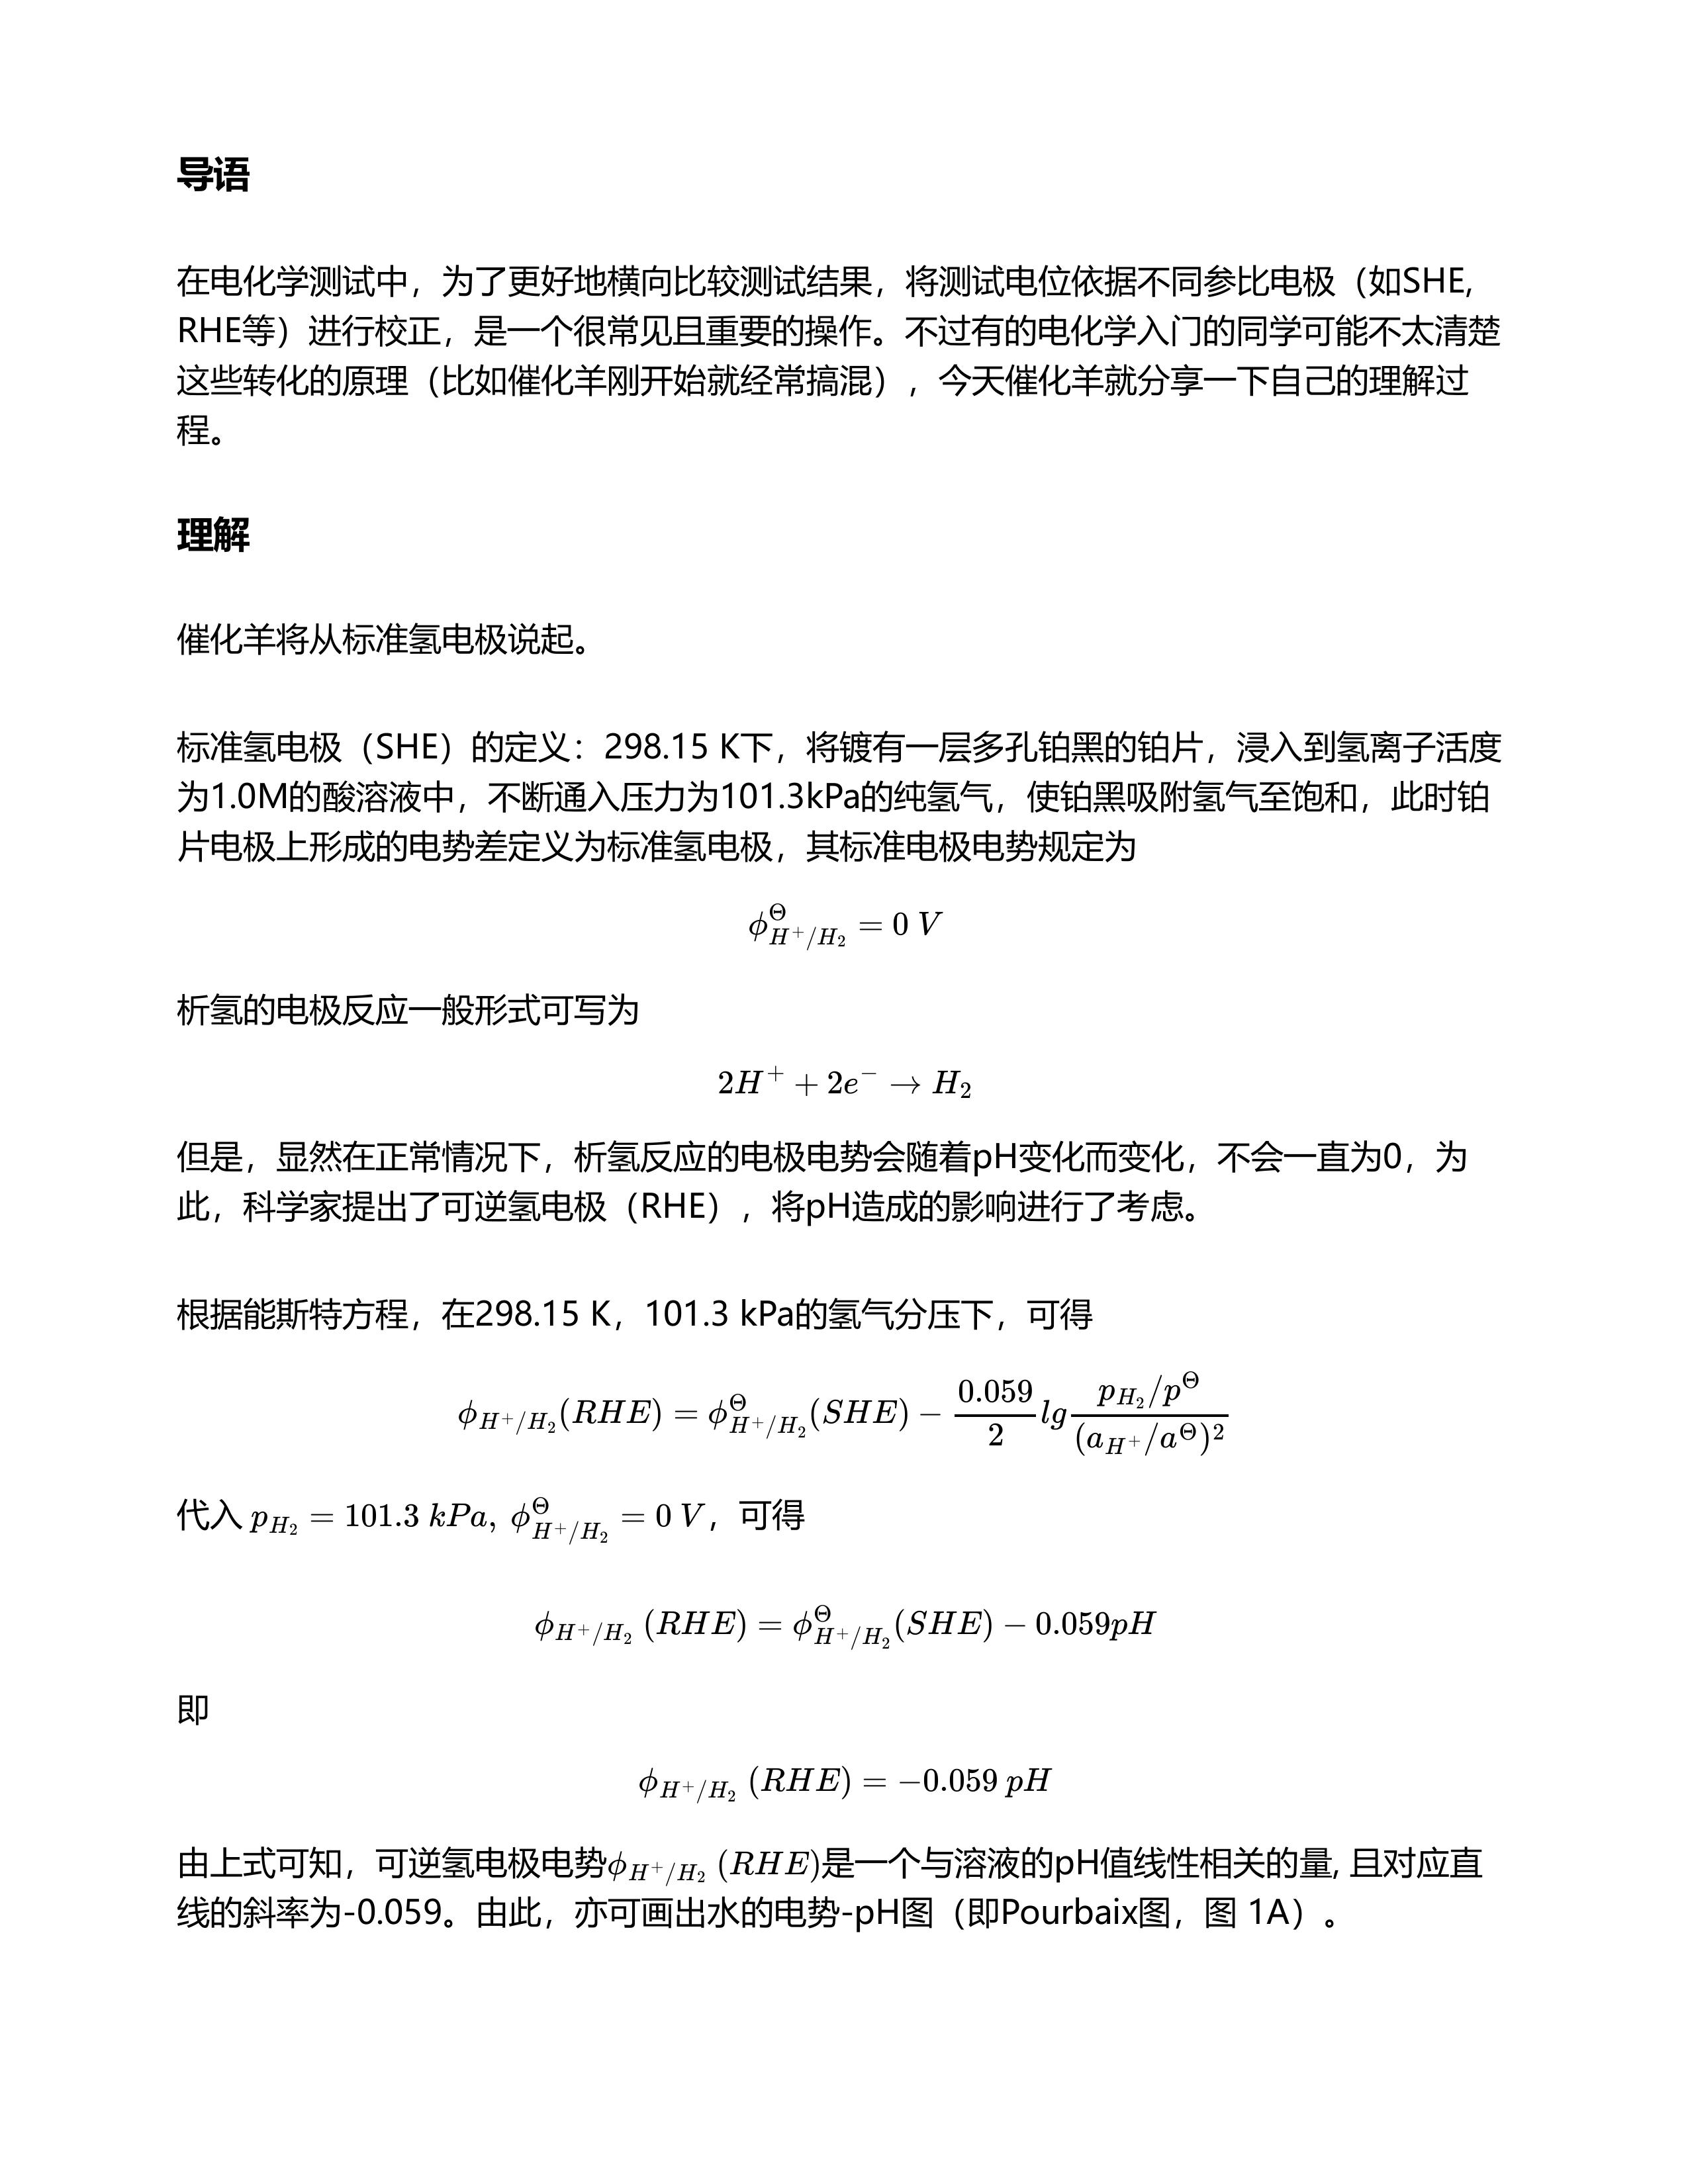 导语
在电化学测试中，为了更好地横向比较测试结果，将测试电位依据不同参比电极（如SHE,
RHE等）进行校正，是一个很常见且重要的操作。不过有的电化学入门的同学可能不太清楚
这些转化的原理（比如催化羊刚开始就经常搞混），今天催化羊就分享一下自己的理解过
程。
理解
催化羊将从标准氢电极说起。
标准氢电极（SHE）的定义：298.15 K下，将镀有一层多孔铂黑的铂片，浸入到氢离子活度
为1.0M的酸溶液中，不断通入压力为101.3kPa的纯氢气，使铂黑吸附氢气至饱和，此时铂
片电极上形成的电势差定义为标准氢电极，其标准电极电势规定为
$\phi^{\Theta}_{H^+/H_2} = 0\ V$
析氢的电极反应一般形式可写为
$2H^+ + 2e^- \rightarrow H_2$
但是，显然在正常情况下，析氢反应的电极电势会随着pH变化而变化，不会一直为0，为
此，科学家提出了可逆氢电极（RHE），将pH造成的影响进行了考虑。
根据能斯特方程，在298.15 K，101.3 kPa的氢气分压下，可得
$\phi_{H^+/H_2}(RHE) = \phi^{\Theta}_{H^+/H_2}(SHE) - \frac{0.059}{2} lg \frac{p_{H_2}/p^{\Theta}}{(a_{H^+}/a^{\Theta})^2}$
代入 $p_{H_2} = 101.3\ kPa,\ \phi^{\Theta}_{H^+/H_2} = 0\ V$，可得
$\phi_{H^+/H_2}\ (RHE) = \phi^{\Theta}_{H^+/H_2}(SHE) - 0.059pH$
即
$\phi_{H^+/H_2}\ (RHE) = -0.059\ pH$
由上式可知，可逆氢电极电势$\phi_{H^+/H_2}\ (RHE)$是一个与溶液的pH值线性相关的量, 且对应直
线的斜率为-0.059。由此，亦可画出水的电势-pH图（即Pourbaix图，图 1A）。